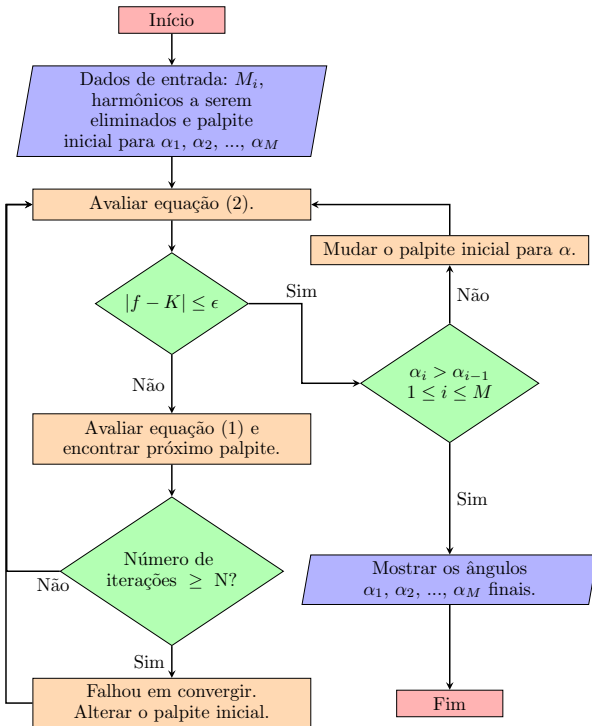 Início
Dados de entrada: $M_i$,
harmônicos a serem
eliminados e palpite
inicial para $\alpha_1$, $\alpha_2$, ..., $\alpha_M$
Avaliar equação (2).
Mudar o palpite inicial para $\alpha$.
$|f - K| \leq \epsilon$
Sim
Não
$\alpha_i > \alpha_{i-1}$
$1 \leq i \leq M$
Não
Avaliar equação (1) e
encontrar próximo palpite.
Sim
Número de
iterações $\geq$ N?
Não
Mostrar os ângulos
$\alpha_1$, $\alpha_2$, ..., $\alpha_M$ finais.
Sim
Falhou em convergir.
Alterar o palpite inicial.
Fim